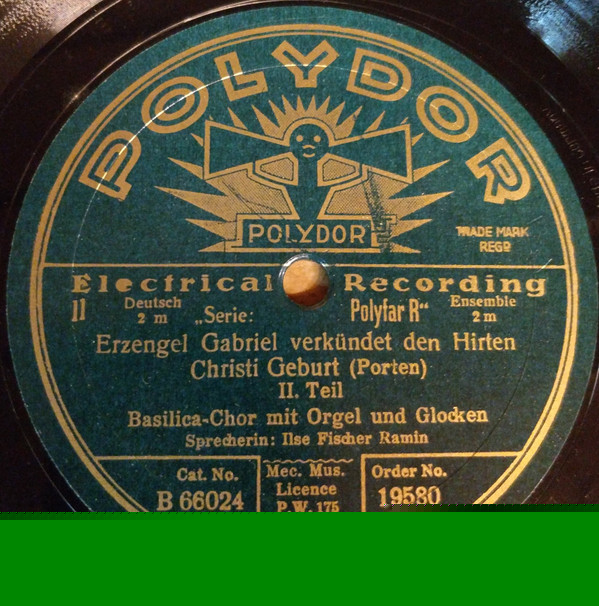 POLYDOR
POLYDOR
TRADE MARK
REGD
Electrical Recording
II Deutsch 2 m „Serie: Polyfar R“ Ensemble 2 m
Erzengel Gabriel verkündet den Hirten
Christi Geburt (Porten)
II. Teil
Basilica-Chor mit Orgel und Glocken
Sprecherin: Ilse Fischer Ramin
Cat. No.
B 66024
Mec. Mus.
Licence
P.W. 175
Order No.
19580